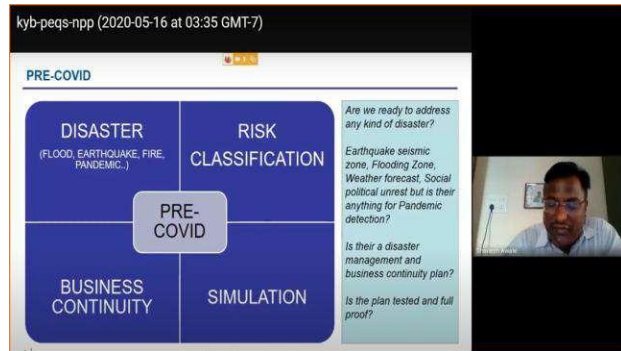 kyb-peqs-npp (2020-05-16 at 03:35 GMT-7)
PRE-COVID
DISASTER
(FLOOD, EARTHQUAKE, FIRE,
PANDEMIC..)
RISK
CLASSIFICATION
PRE-
COVID
BUSINESS
CONTINUITY
SIMULATION
Are we ready to address
any kind of disaster?
Earthquake seismic
zone, Flooding Zone,
Weather forecast, Social
political unrest but is their
anything for Pandemic
detection?
Is their a disaster
management and
business continuity plan?
Is the plan tested and full
proof?